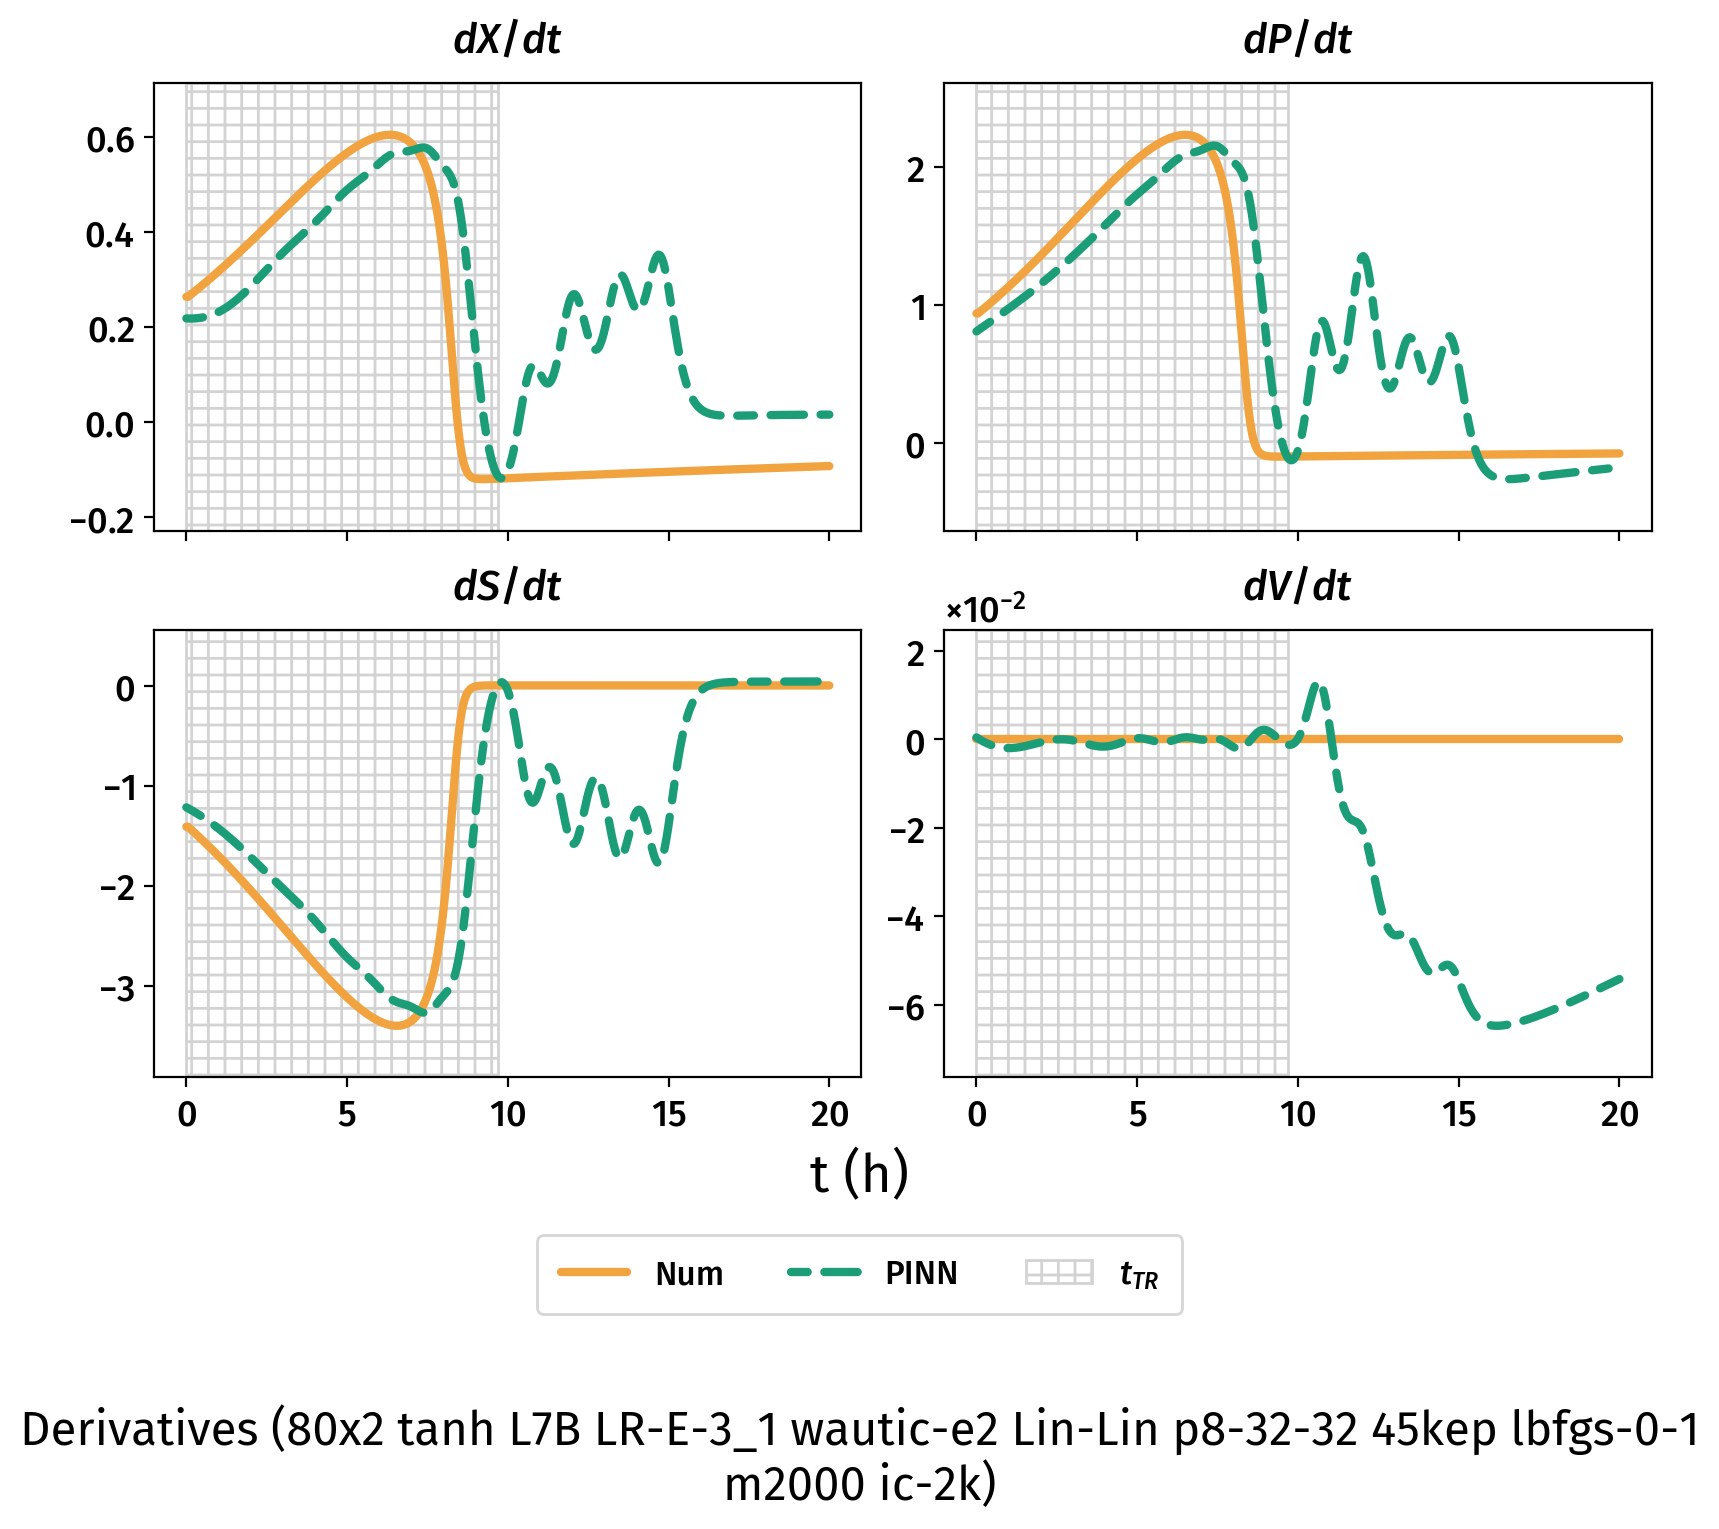 dX/dt
dP/dt
0.6
0.4
0.2
0.0
−0.2
2
1
0
dS/dt
dV/dt
×10⁻²
0
−1
−2
−3
2
0
−2
−4
−6
0 5 10 15 20
0 5 10 15 20
t (h)
Num PINN t_TR
Derivatives (80x2 tanh L7B LR-E-3_1 wautic-e2 Lin-Lin p8-32-32 45kep lbfgs-0-1
m2000 ic-2k)